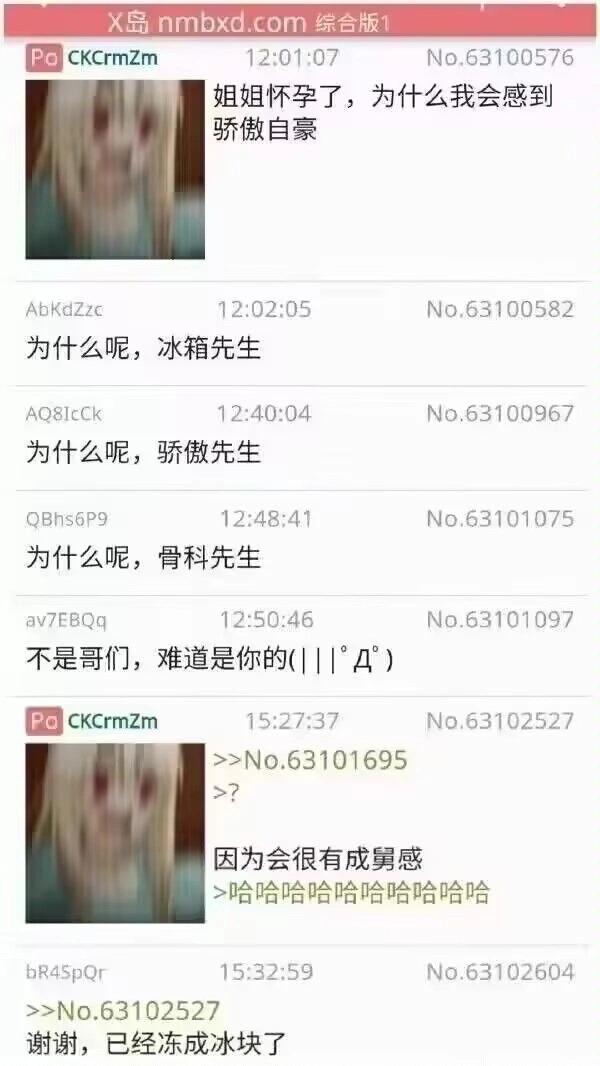 X岛 nmbxd.com 综合版1
Po CKCrmZm 12:01:07 No.63100576
姐姐怀孕了，为什么我会感到
骄傲自豪
AbKdZzc 12:02:05 No.63100582
为什么呢，冰箱先生
AQ8IcCk 12:40:04 No.63100967
为什么呢，骄傲先生
QBhs6P9 12:48:41 No.63101075
为什么呢，骨科先生
av7EBQq 12:50:46 No.63101097
不是哥们，难道是你的(|||ﾟДﾟ)
Po CKCrmZm 15:27:37 No.63102527
>>No.63101695
>?
因为会很有成舅感
>哈哈哈哈哈哈哈哈哈哈
bR4SpQr 15:32:59 No.63102604
>>No.63102527
谢谢，已经冻成冰块了